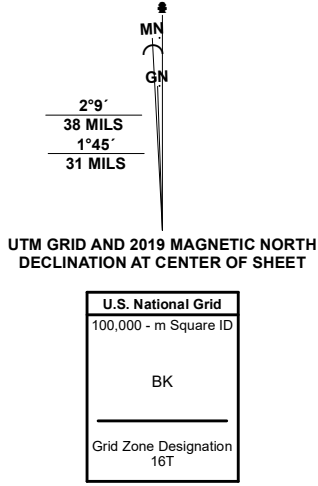 MN
GN
2°9´
38 MILS
1°45´
31 MILS
UTM GRID AND 2019 MAGNETIC NORTH
DECLINATION AT CENTER OF SHEET
U.S. National Grid
100,000 - m Square ID
BK
Grid Zone Designation
16T